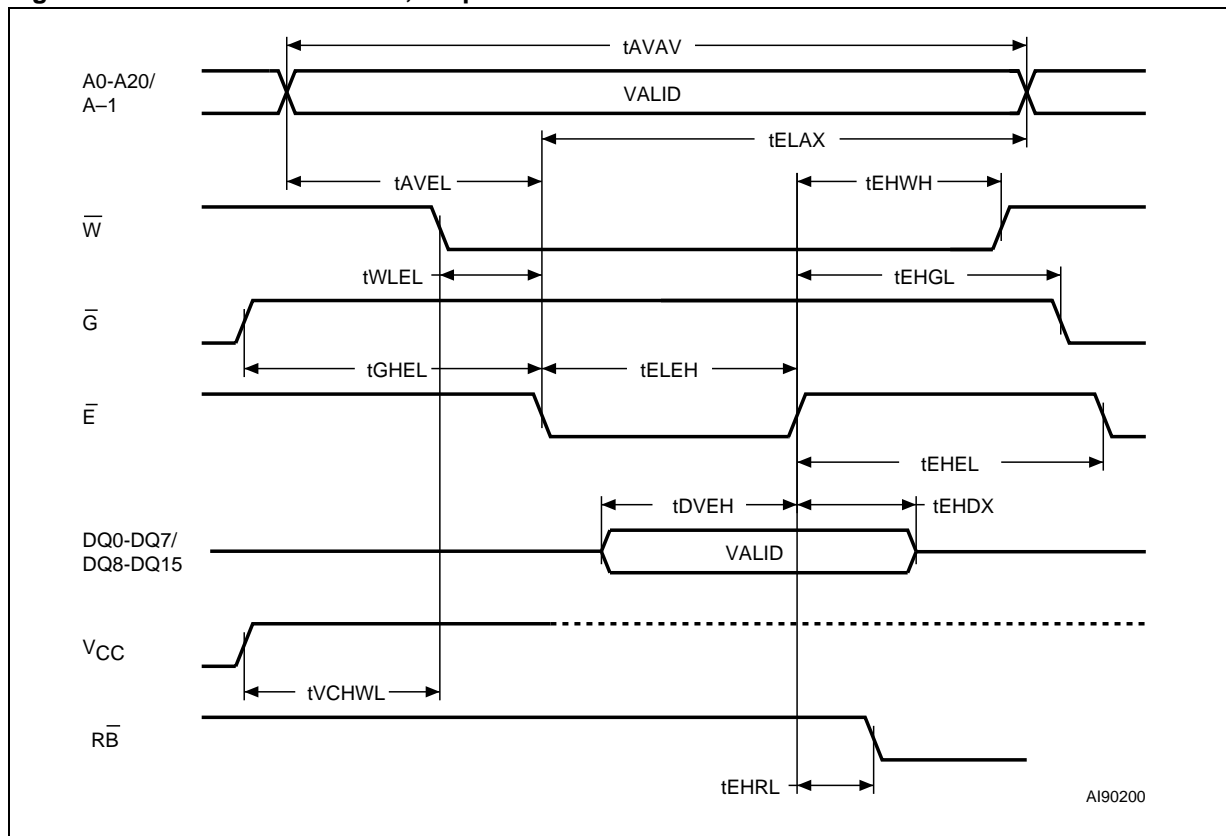 tAVAV
A0-A20/
A–1
VALID
tELAX
tAVEL
tEHWH
W̅
tWLEL
tEHGL
G̅
tGHEL
tELEH
E̅
tEHEL
tDVEH
tEHDX
DQ0-DQ7/
DQ8-DQ15
VALID
VCC
tVCHWL
RB̅
tEHRL
AI90200